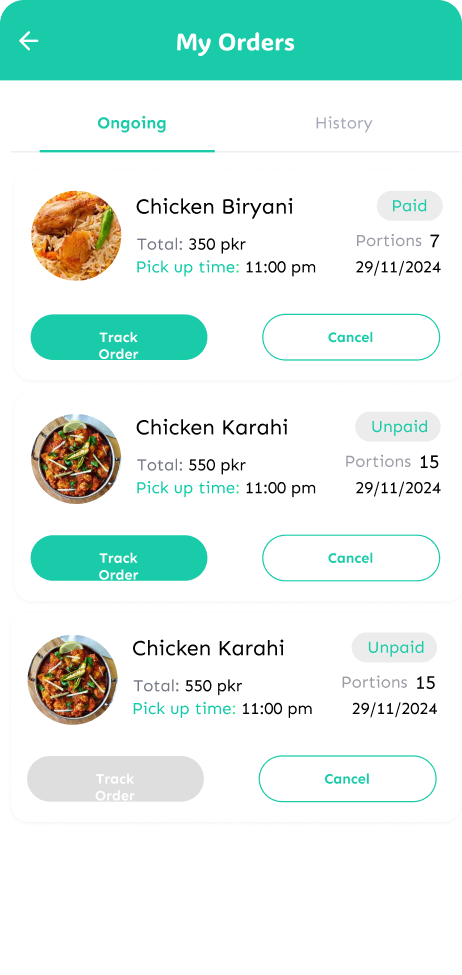 My Orders
Ongoing History
Chicken Biryani Paid
Total: 350 pkr Portions 7
Pick up time: 11:00 pm 29/11/2024
Track Cancel
Order
Chicken Karahi Unpaid
Total: 550 pkr Portions 15
Pick up time: 11:00 pm 29/11/2024
Track Cancel
Order
Chicken Karahi Unpaid
Total: 550 pkr Portions 15
Pick up time: 11:00 pm 29/11/2024
Track Cancel
Order